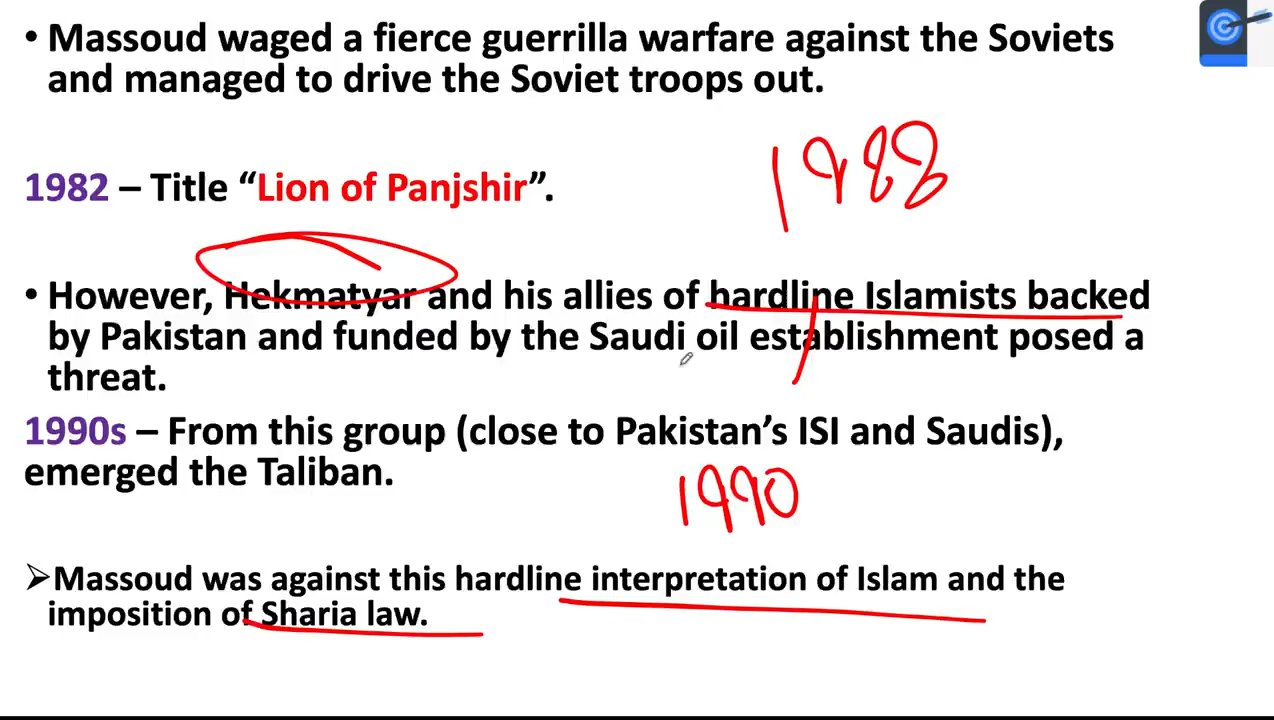 • Massoud waged a fierce guerrilla warfare against the Soviets
and managed to drive the Soviet troops out.
1988
1982 – Title “Lion of Panjshir”.
• However, Hekmatyar and his allies of hardline Islamists backed
by Pakistan and funded by the Saudi oil establishment posed a
threat.
1990s – From this group (close to Pakistan’s ISI and Saudis),
emerged the Taliban.
1990
➢Massoud was against this hardline interpretation of Islam and the
imposition of Sharia law.